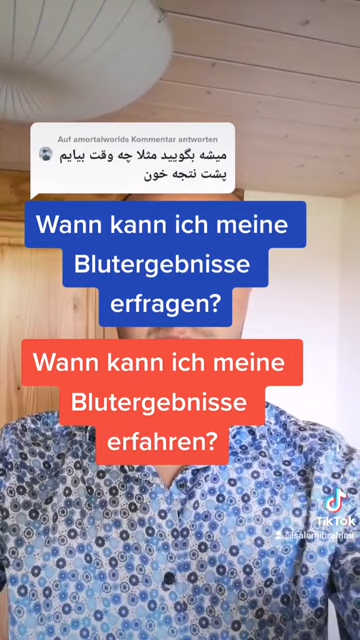 Auf amortalworlds Kommentar antworten
میشه بگویید مثلا چه وقت بیایم
پشت نتجه خون
Wann kann ich meine
Blutergebnisse
erfragen?
Wann kann ich meine
Blutergebnisse
erfahren?
TikTok